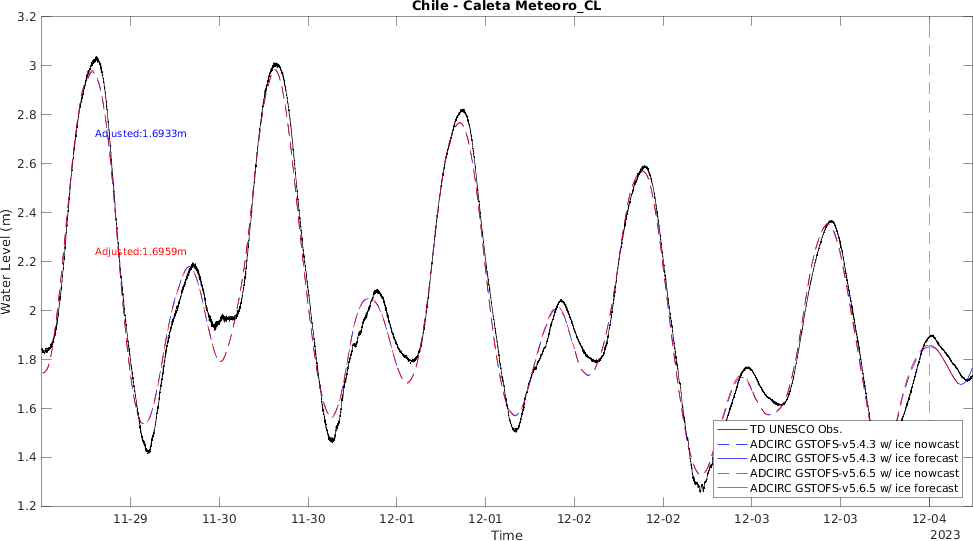 Chile - Caleta Meteoro_CL
3.2
3
2.8
2.6
2.4
2.2
2
1.8
1.6
1.4
1.2
Water Level (m)
Adjusted:1.6933m
Adjusted:1.6959m
TD UNESCO Obs.
ADCIRC GSTOFS-v5.4.3 w/ ice nowcast
ADCIRC GSTOFS-v5.4.3 w/ ice forecast
ADCIRC GSTOFS-v5.6.5 w/ ice nowcast
ADCIRC GSTOFS-v5.6.5 w/ ice forecast
11-29 11-30 11-30 12-01 12-01 12-02 12-02 12-03 12-03 12-04
Time
2023